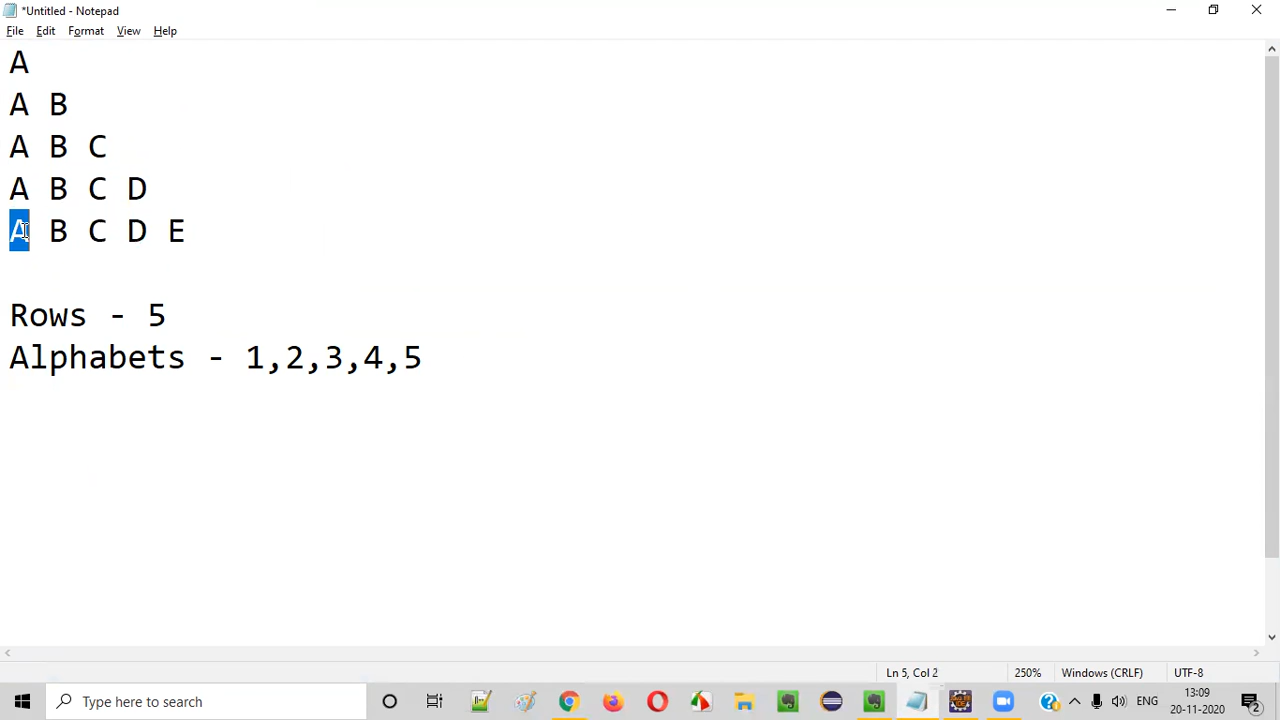 *Untitled - Notepad
File Edit Format View Help
A
A B
A B C
A B C D
A B C D E
Rows - 5
Alphabets - 1,2,3,4,5
Ln 5, Col 2 250% Windows (CRLF) UTF-8
Type here to search
ENG
13:09
20-11-2020
2